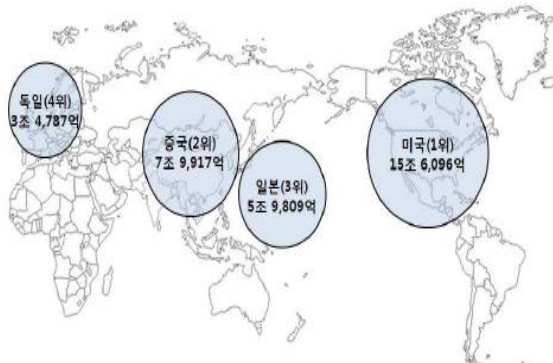 독일(4위)
3조 4,787억
중국(2위)
7조 9,917억
일본(3위)
5조 9,809억
미국(1위)
15조 6,096억